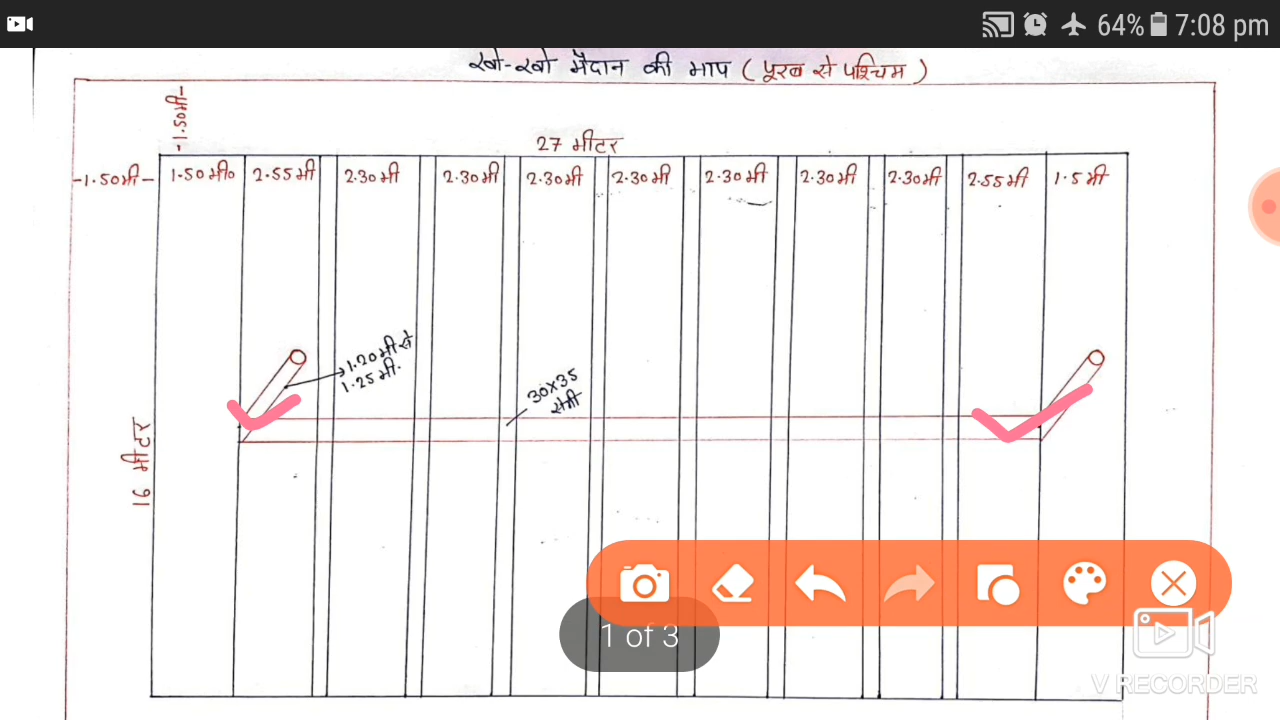 64% 7:08 pm
खो-खो मैदान की माप ( पूरब से पश्चिम )
-1.50मी-
27 मीटर
-1.50मी- 1.50मी० 2.55मी 2.30मी 2.30मी 2.30मी 2.30मी 2.30मी 2.30मी 2.30मी 2.55मी 1.5मी
1.20मी से
1.25मी.
30×35
सेमी
16 मीटर
1 of 3
V RECORDER